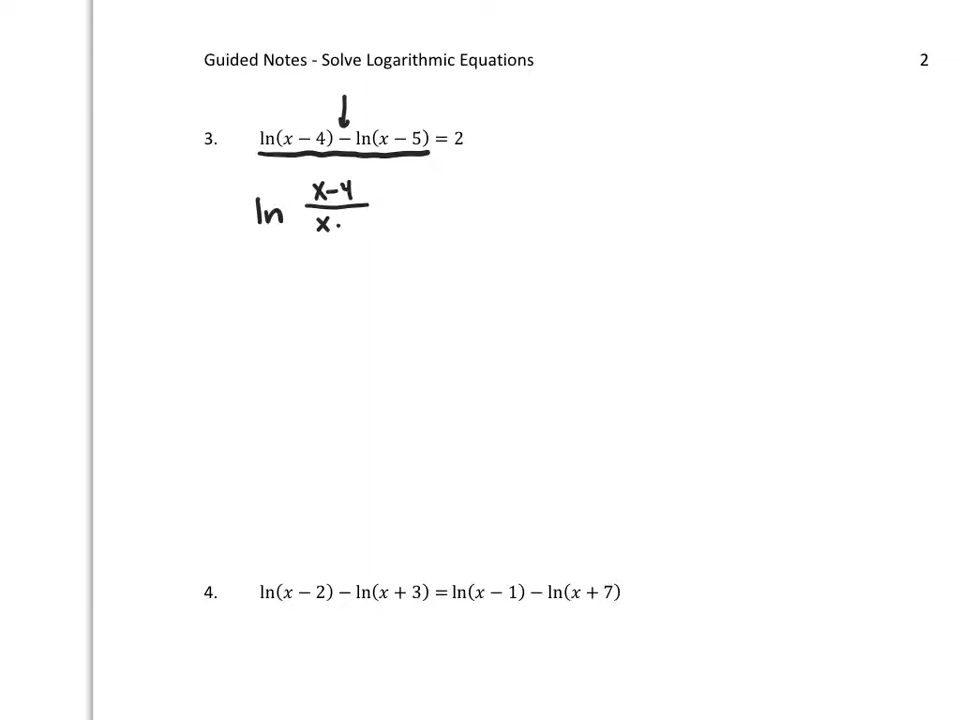 Guided Notes - Solve Logarithmic Equations 2
3. ln(x − 4) − ln(x − 5) = 2
x-4
ln
x.
4. ln(x − 2) − ln(x + 3) = ln(x − 1) − ln(x + 7)